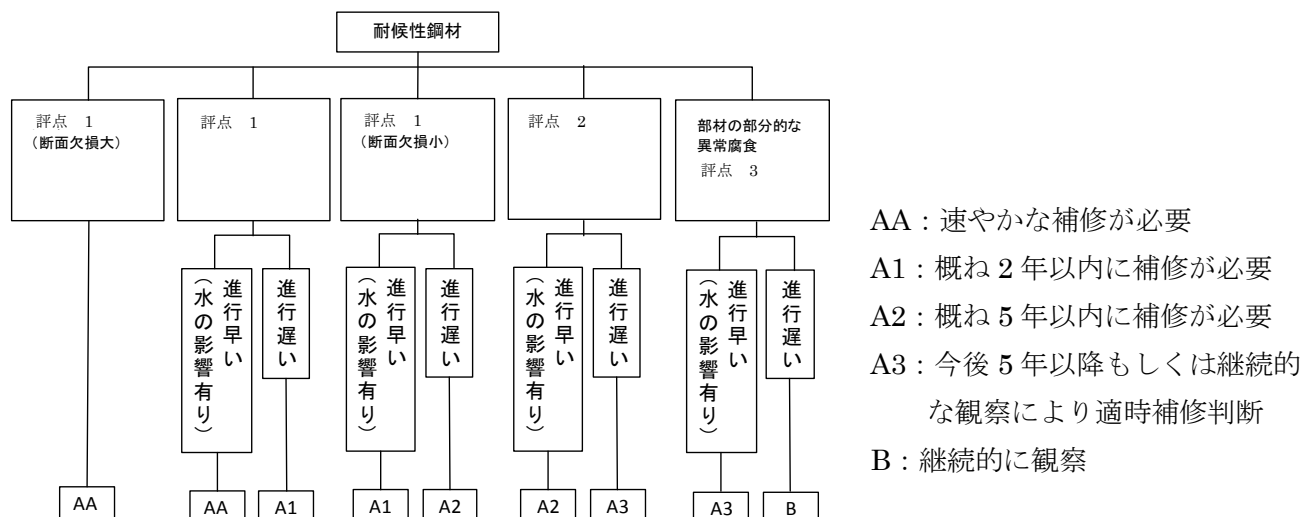 耐候性鋼材
評点 1
(断面欠損大)
評点 1
評点 1
(断面欠損小)
評点 2
部材の部分的な
異常腐食
評点 3
進行早い
(水の影響有り)
進行遅い
進行早い
(水の影響有り)
進行遅い
進行早い
(水の影響有り)
進行遅い
進行早い
(水の影響有り)
進行遅い
AA
AA
A1
A1
A2
A2
A3
A3
B
AA:速やかな補修が必要
A1:概ね 2 年以内に補修が必要
A2:概ね 5 年以内に補修が必要
A3:今後 5 年以降もしくは継続的
な観察により適時補修判断
B:継続的に観察